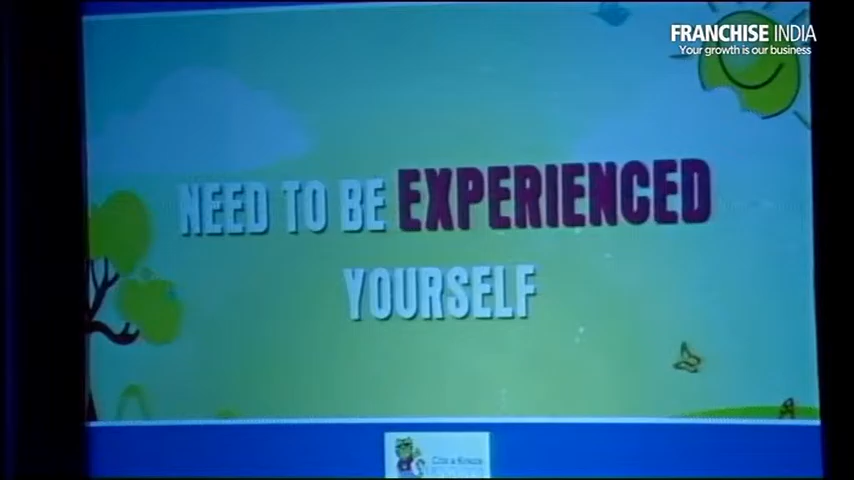 FRANCHISE INDIA
Your growth is our business
NEED TO BE EXPERIENCED
YOURSELF